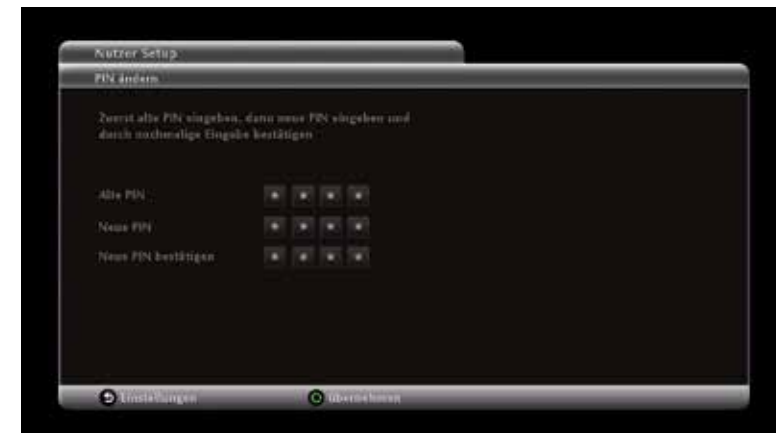 Nutzer Setup
PIN ändern
Zuerst alte PIN eingeben, dann neue PIN eingeben und
durch nochmalige Eingabe bestätigen
Alte PIN
Neue PIN
Neue PIN bestätigen
Einstellungen
übernehmen